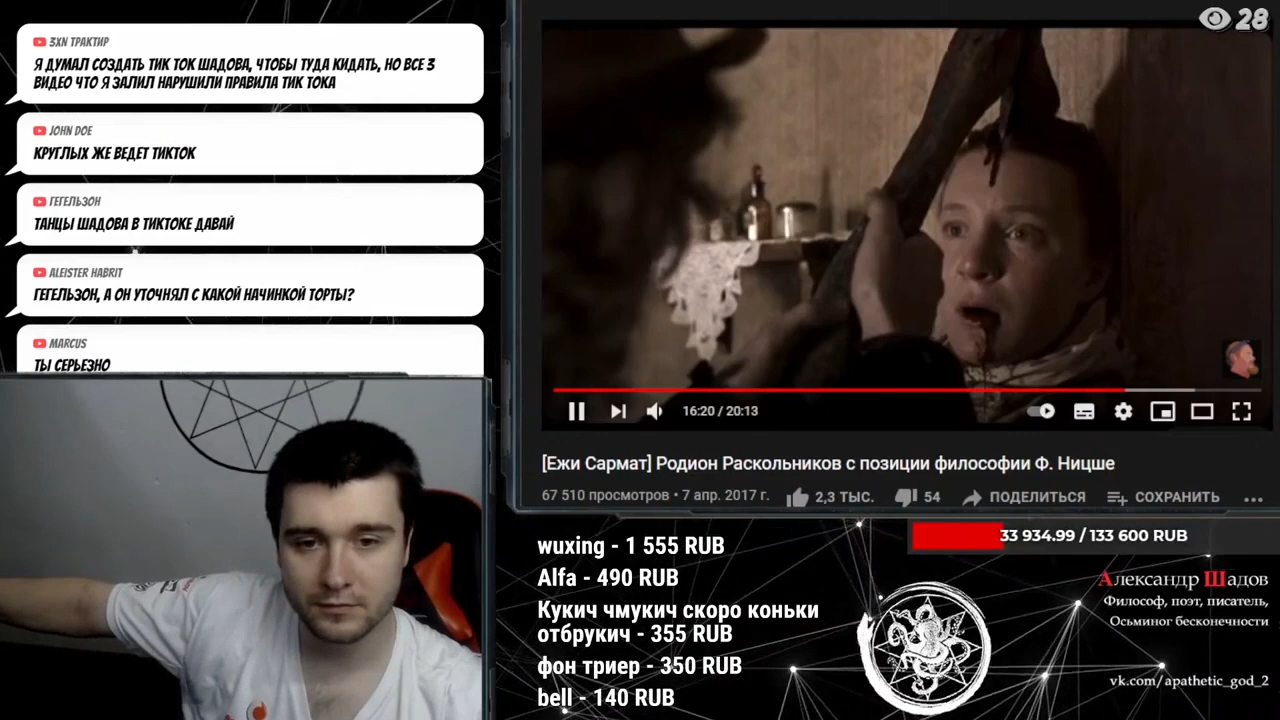 3XN ТРАКТИР
Я ДУМАЛ СОЗДАТЬ ТИК ТОК ШАДОВА, ЧТОБЫ ТУДА КИДАТЬ, НО ВСЕ 3
ВИДЕО ЧТО Я ЗАЛИЛ НАРУШИЛИ ПРАВИЛА ТИК ТОКА
JOHN DOE
КРУГЛЫХ ЖЕ ВЕДЕТ ТИКТОК
ГЕГЕЛЬЗОН
ТАНЦЫ ШАДОВА В ТИКТОКЕ ДАВАЙ
ALEISTER HABRIT
ГЕГЕЛЬЗОН, А ОН УТОЧНЯЛ С КАКОЙ НАЧИНКОЙ ТОРТЫ?
MARCUS
ТЫ СЕРЬЕЗНО
28
16:20 / 20:13
[Ежи Сармат] Родион Раскольников с позиции философии Ф. Ницше
67 510 просмотров • 7 апр. 2017 г.
2,3 ТЫС.
54
ПОДЕЛИТЬСЯ
СОХРАНИТЬ
33 934.99 / 133 600 RUB
wuxing - 1 555 RUB
Alfa - 490 RUB
Кукич чмукич скоро коньки
отбрукич - 355 RUB
фон триер - 350 RUB
bell - 140 RUB
Александр Шадов
Философ, поэт, писатель,
Осьминог бесконечности
vk.com/apathetic_god_2